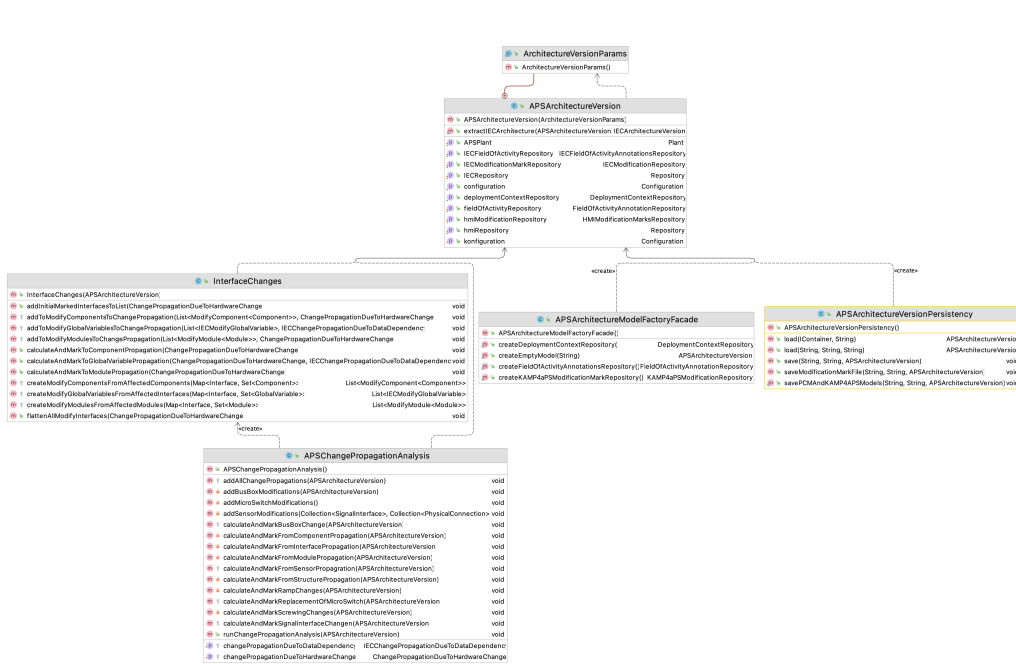 ArchitectureVersionParams
ArchitectureVersionParams()
APSArchitectureVersion
APSArchitectureVersion(ArchitectureVersionParams)
extractIECArchitecture(APSArchitectureVersion) IECArchitectureVersion
APSPlant Plant
IECFieldOfActivityRepository IECFieldOfActivityAnnotationsRepository
IECModificationMarkRepository IECModificationRepository
IECRepository Repository
configuration Configuration
deploymentContextRepository DeploymentContextRepository
fieldOfActivityRepository FieldOfActivityAnnotationRepository
hmiModificationRepository HMIModificationMarksRepository
hmiRepository Repository
konfiguration Configuration
«create»
«create»
InterfaceChanges
InterfaceChanges(APSArchitectureVersion)
addInitialMarkedInterfacesToList(ChangePropagationDueToHardwareChange void
addToModifyComponentsToChangePropagation(List<ModifyComponent<Component>>, ChangePropagationDueToHardwareChange void
addToModifyGlobalVariablesToChangePropagation(List<IECModifyGlobalVariable>, IECChangePropagationDueToDataDependenc void
addToModifyModulesToChangePropagation(List<ModifyModule<Module>>, ChangePropagationDueToHardwareChange void
calculateAndMarkToComponentPropagation(ChangePropagationDueToHardwareChange void
calculateAndMarkToGlobalVariablePropagation(ChangePropagationDueToHardwareChange, IECChangePropagationDueToDataDependenc void
calculateAndMarkToModulePropagation(ChangePropagationDueToHardwareChange void
createModifyComponentsFromAffectedComponents(Map<Interface, Set<Component>: List<ModifyComponent<Component>>
createModifyGlobalVariablesFromAffectedInterfaces(Map<Interface, Set<GlobalVariable>: List<IECModifyGlobalVariable>
createModifyModulesFromAffectedModules(Map<Interface, Set<Module>: List<ModifyModule<Module>>
flattenAllModifyInterfaces(ChangePropagationDueToHardwareChange void
APSArchitectureModelFactoryFacade
APSArchitectureModelFactoryFacade()
createDeploymentContextRepository( DeploymentContextRepository
createEmptyModel(String) APSArchitectureVersion
createFieldOfActivityAnnotationsRepository() FieldOfActivityAnnotationRepository
createKAMP4aPSModificationMarkRepository() KAMP4aPSModificationRepository
APSArchitectureVersionPersistency
APSArchitectureVersionPersistency()
load(IContainer, String) APSArchitectureVersio
load(String, String, String) APSArchitectureVersio
save(String, String, APSArchitectureVersion) void
saveModificationMarkFile(String, String, APSArchitectureVersion) void
savePCMAndKAMP4APSModels(String, String, APSArchitectureVersion) void
«create»
APSChangePropagationAnalysis
APSChangePropagationAnalysis()
addAllChangePropagations(APSArchitectureVersion) void
addBusBoxModifications(APSArchitectureVersion) void
addMicroSwitchModifications() void
addSensorModifications(Collection<SignalInterface>, Collection<PhysicalConnection> void
calculateAndMarkBusBoxChange(APSArchitectureVersion) void
calculateAndMarkFromComponentPropagation(APSArchitectureVersion) void
calculateAndMarkFromInterfacePropagation(APSArchitectureVersion void
calculateAndMarkFromModulePropagation(APSArchitectureVersion) void
calculateAndMarkFromSensorPropagration(APSArchitectureVersion) void
calculateAndMarkFromStructurePropagation(APSArchitectureVersion) void
calculateAndMarkRampChanges(APSArchitectureVersion) void
calculateAndMarkReplacementOfMicroSwitch(APSArchitectureVersion void
calculateAndMarkScrewingChanges(APSArchitectureVersion) void
calculateAndMarkSignalInterfaceChangen(APSArchitectureVersion void
runChangePropagationAnalysis(APSArchitectureVersion) void
changePropagationDueToDataDependency IECChangePropagationDueToDataDependency
changePropagationDueToHardwareChange ChangePropagationDueToHardwareChange